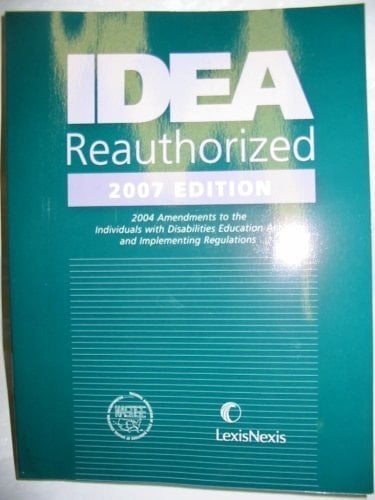 IDEA
Reauthorized
2007 EDITION
2004 Amendments to the
Individuals with Disabilities Education
and Implementing Regulations
LexisNexis